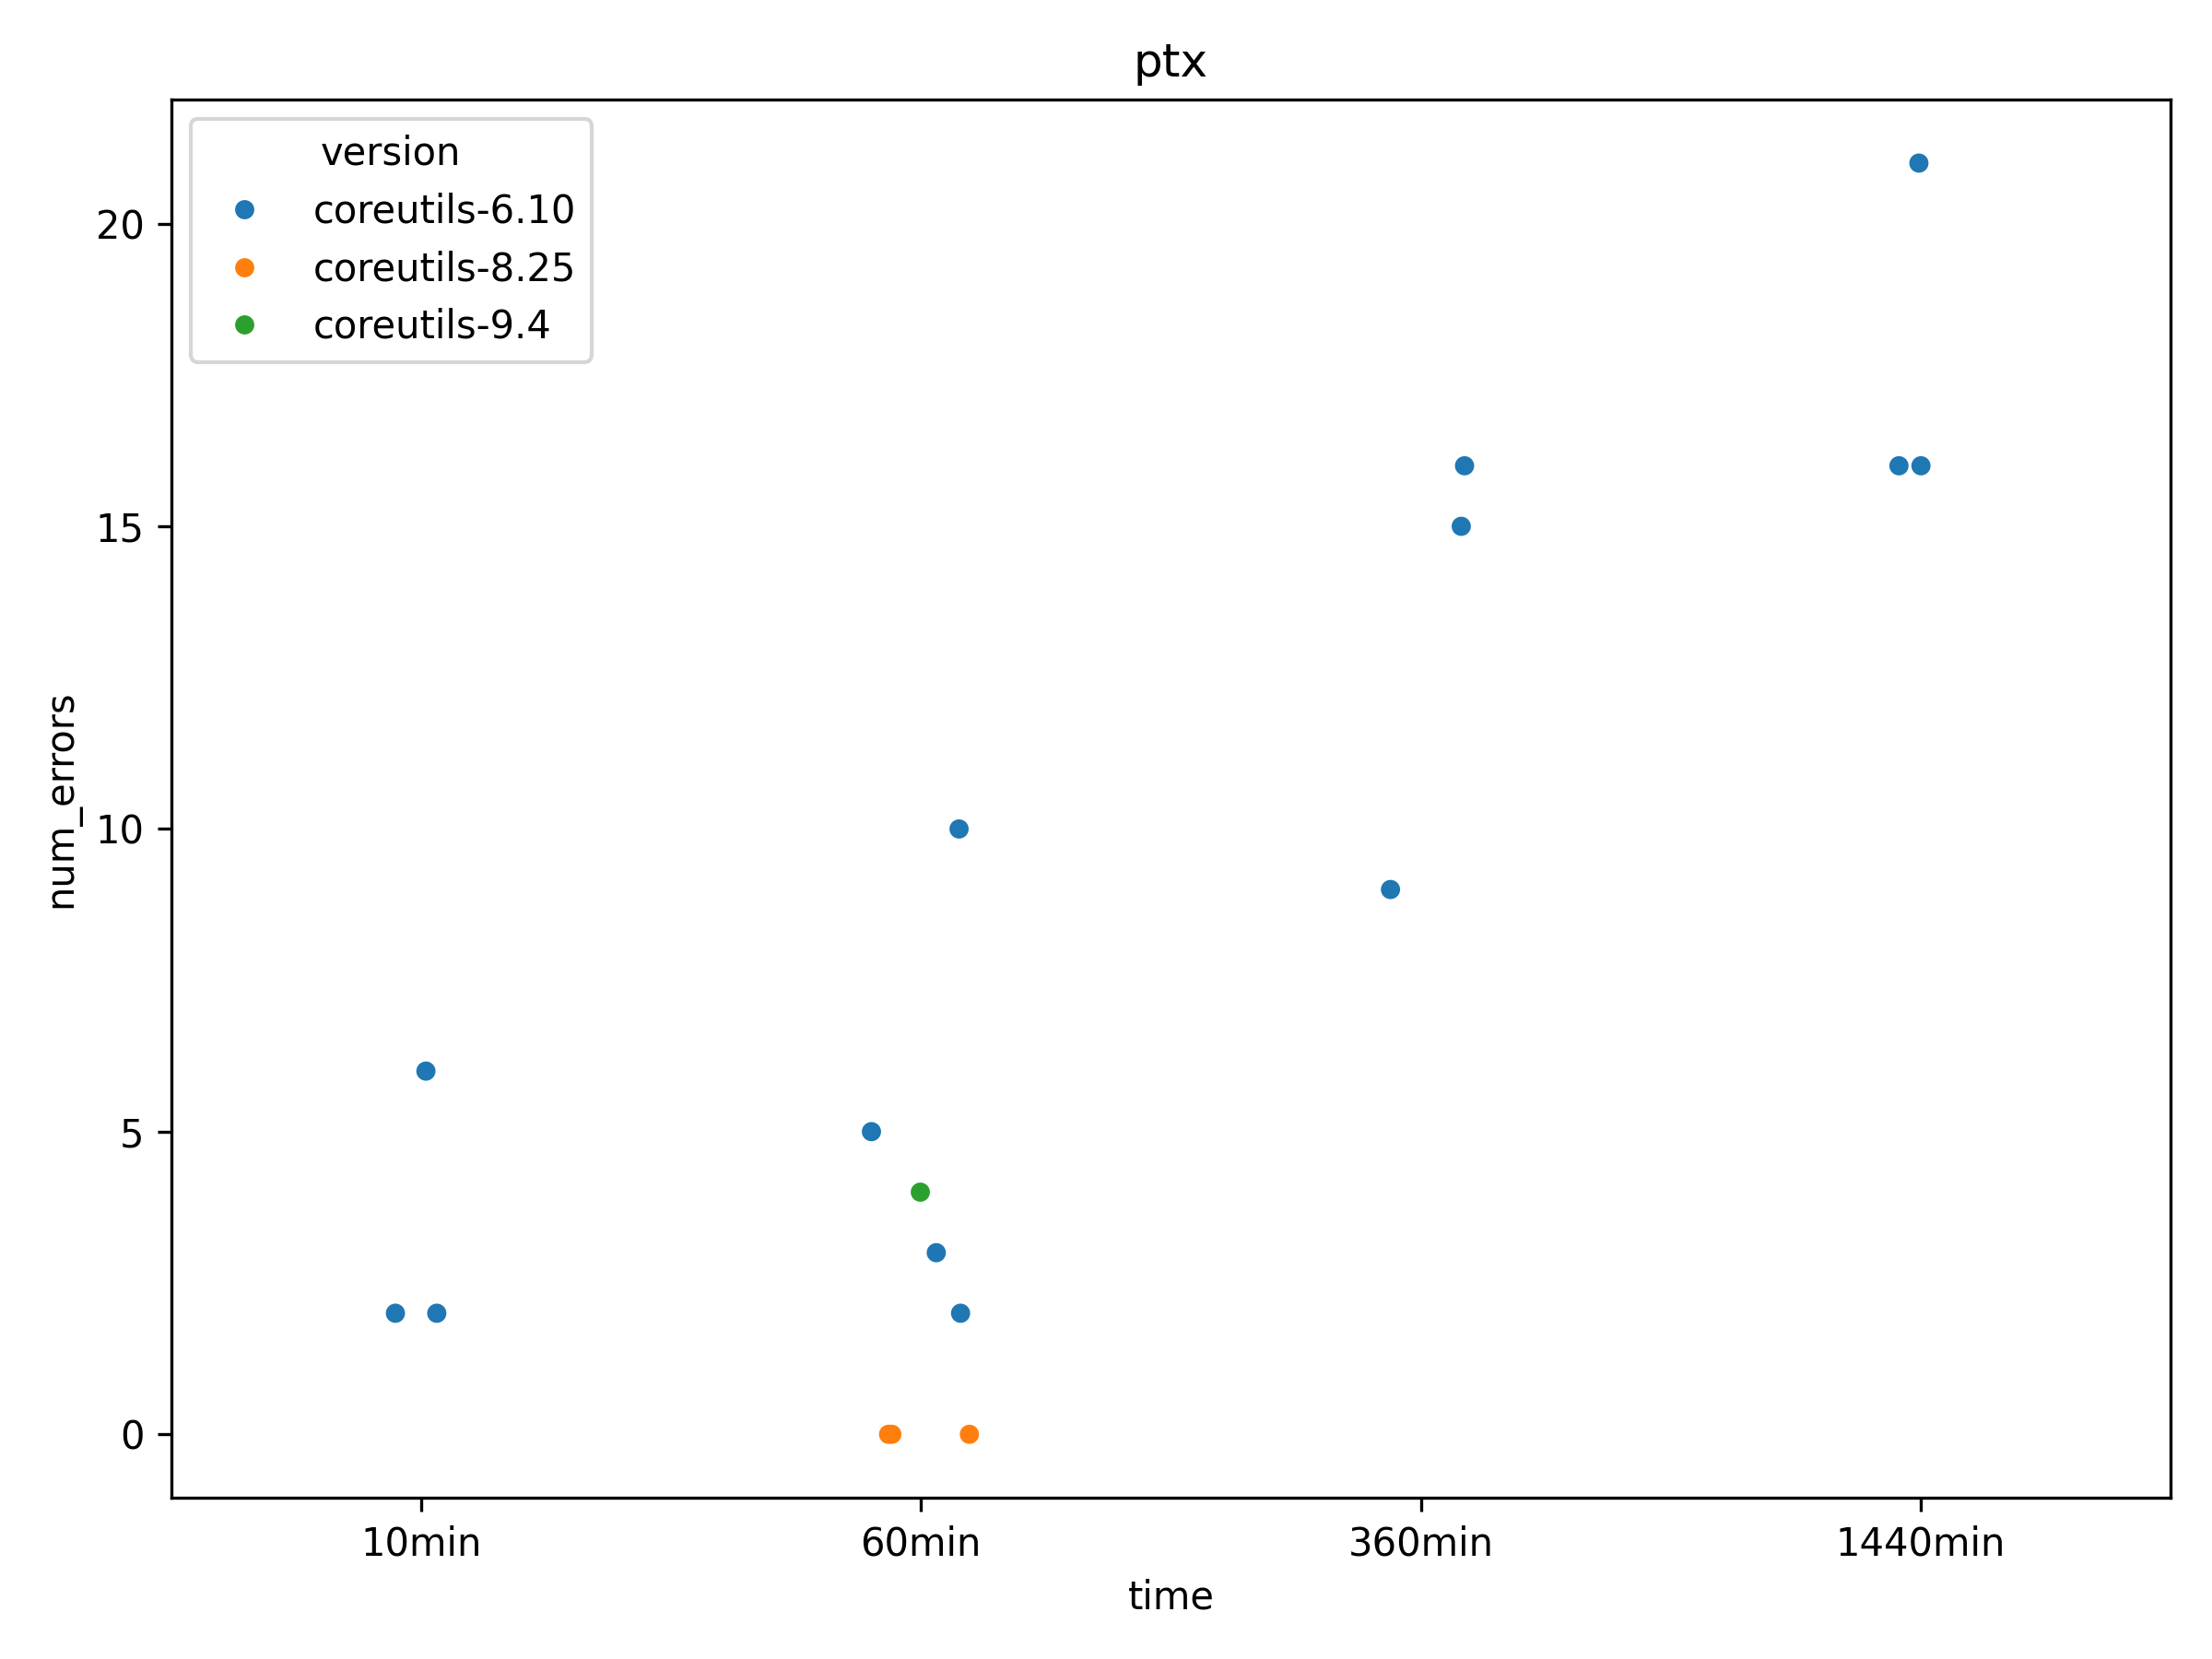 ptx
version
coreutils-6.10
coreutils-8.25
coreutils-9.4
20
15
10
5
0
num_errors
10min
60min
360min
1440min
time